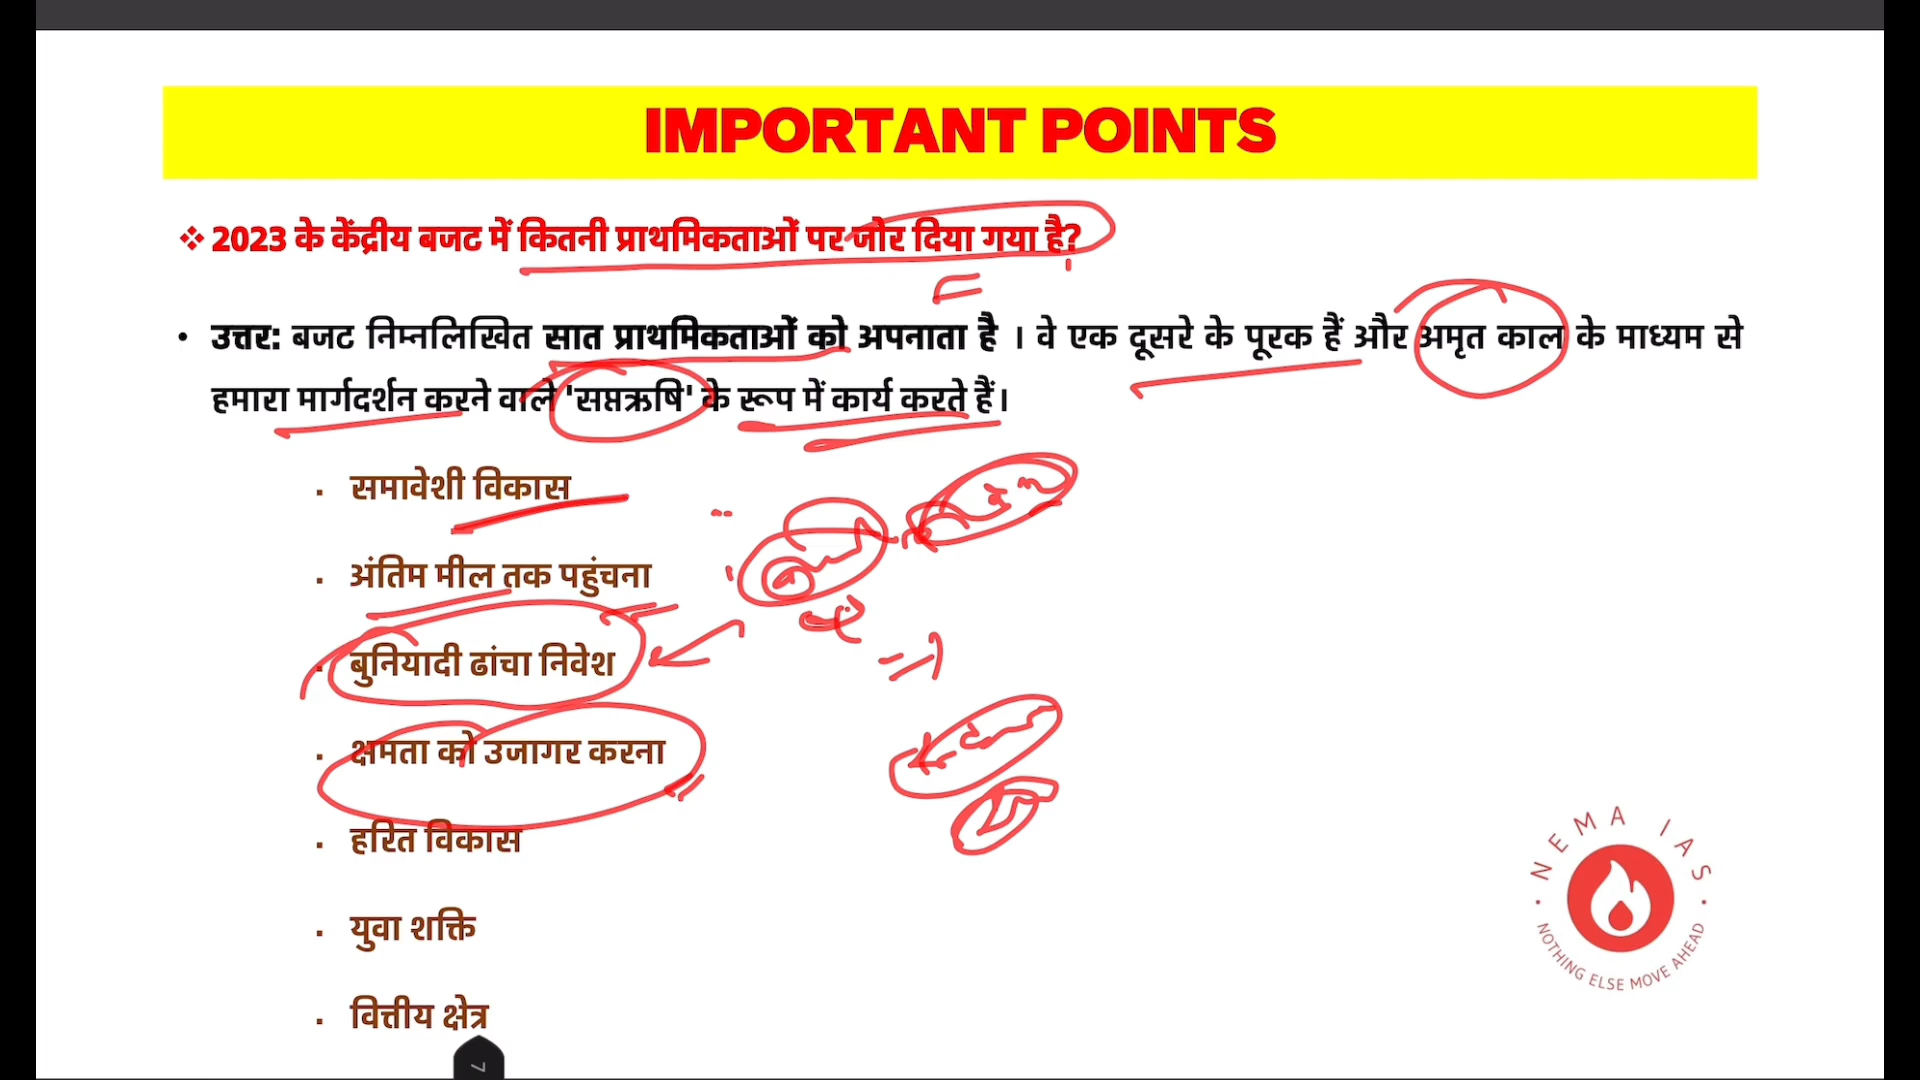 IMPORTANT POINTS
❖ 2023 के केंद्रीय बजट में कितनी प्राथमिकताओं पर जोर दिया गया है?
• उत्तर: बजट निम्नलिखित सात प्राथमिकताओं को अपनाता है । वे एक दूसरे के पूरक हैं और अमृत काल के माध्यम से
हमारा मार्गदर्शन करने वाले 'सप्तऋषि' के रूप में कार्य करते हैं।
▪ समावेशी विकास
▪ अंतिम मील तक पहुंचना
▪ बुनियादी ढांचा निवेश
▪ क्षमता को उजागर करना
▪ हरित विकास
▪ युवा शक्ति
▪ वित्तीय क्षेत्र
NEMA IAS
NOTHING ELSE MOVE AHEAD
7